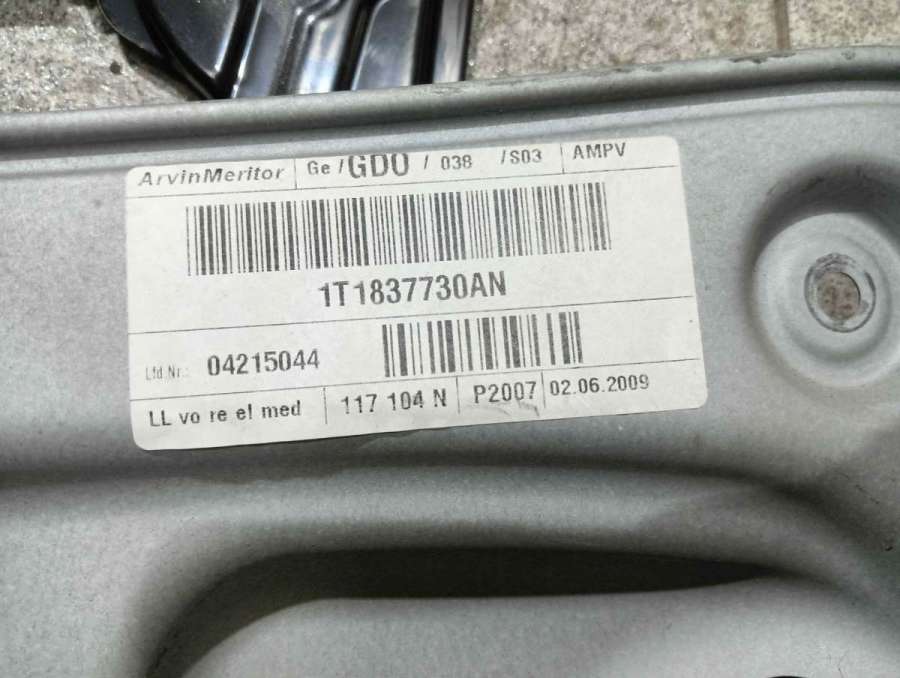 ArvinMeritor Ge / GDO / 038 / S03 AMPV
1T1837730AN
Lfd.Nr.: 04215044
LL vo re el med 117 104 N P2007 02.06.2009